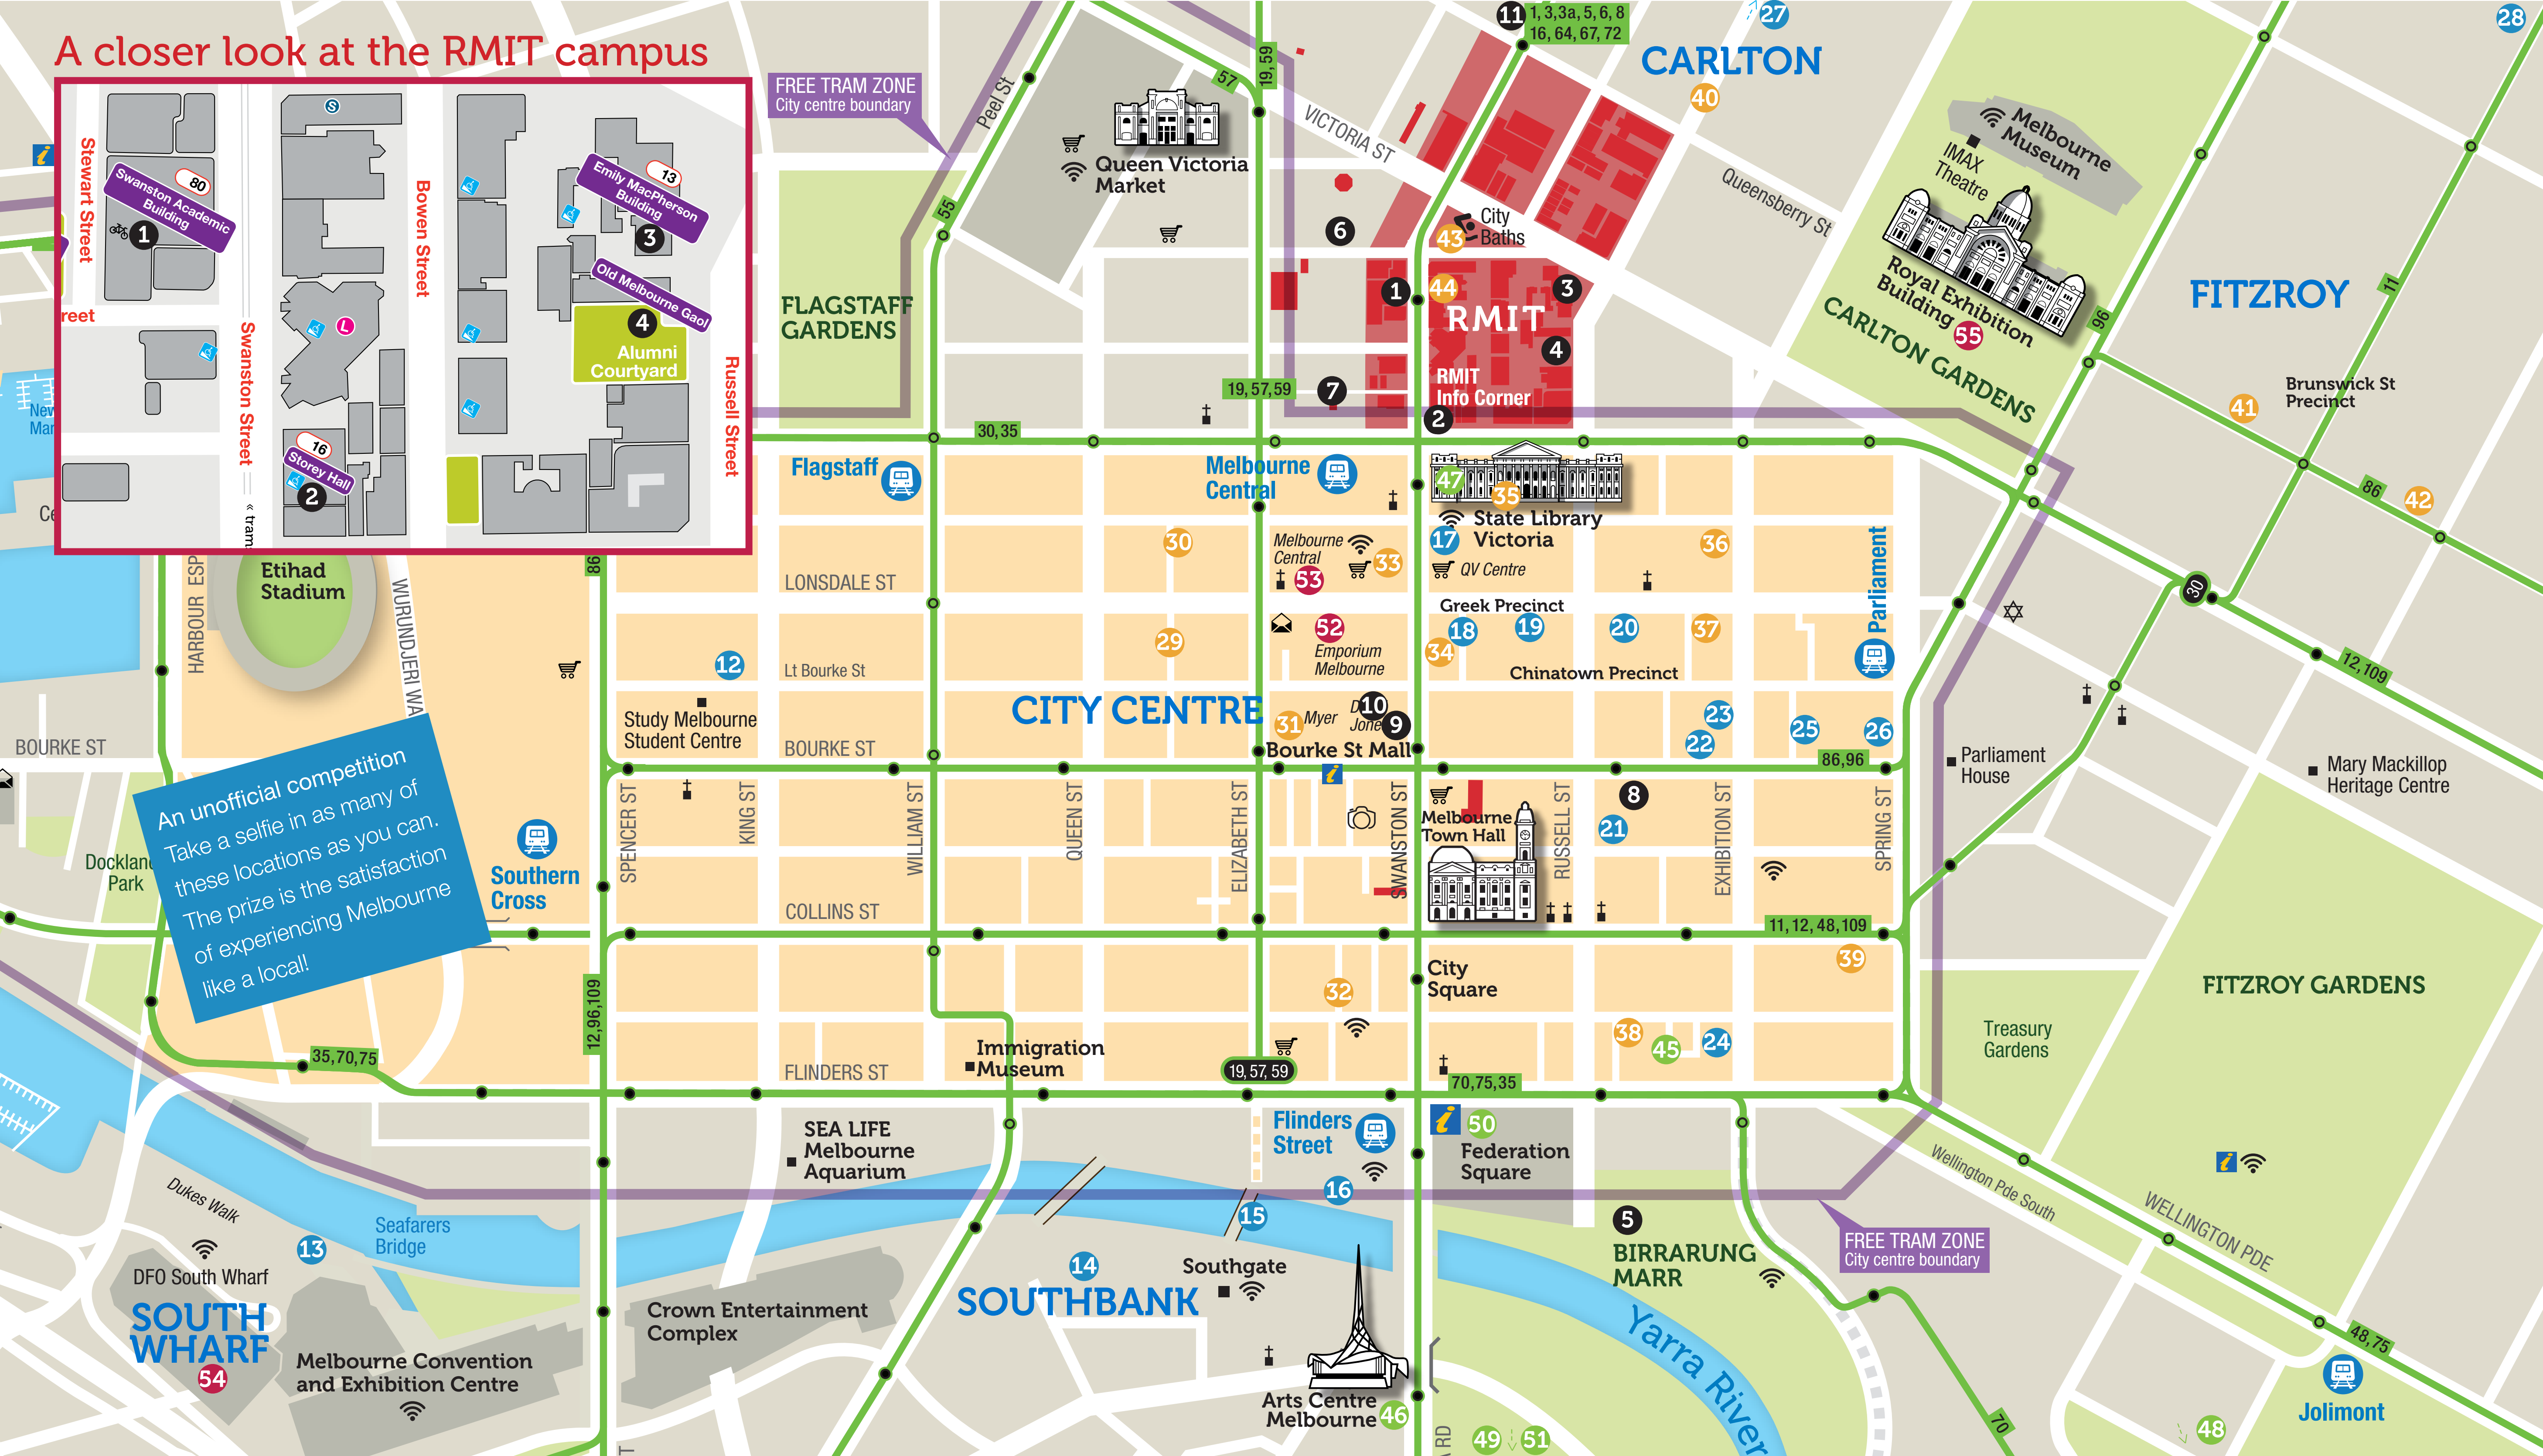 A closer look at the RMIT campus
Stewart Street
Swanston Academic
Building
80
1
reet
Swanston Street
« tram
S
L
16
Storey Hall
2
Bowen Street
Emily MacPherson
Building
13
3
Old Melbourne Gaol
4
Alumni
Courtyard
Russell Street
FREE TRAM ZONE
City centre boundary
Peel St
57
19, 59
55
Queen Victoria
Market
VICTORIA ST
11
1, 3,3a, 5, 6, 8
16, 64, 67, 72
27
28
CARLTON
40
Queensberry St
Melbourne
Museum
IMAX
Theatre
Royal Exhibition
Building
55
CARLTON GARDENS
FITZROY
96
11
Brunswick St
Precinct
41
42
86
FLAGSTAFF
GARDENS
6
City
Baths
43
1
44
3
RMIT
4
RMIT
Info Corner
7
2
19, 57, 59
30, 35
Flagstaff
Melbourne
Central
47
35
State Library
Victoria
17
QV Centre
30
Melbourne
Central
33
53
36
Parliament
30
12, 109
Etihad
Stadium
HARBOUR ESP
WURUNDJERI WA
86
LONSDALE ST
Greek Precinct
18
19
20
37
34
Chinatown Precinct
29
52
Emporium
Melbourne
12
Lt Bourke St
Study Melbourne
Student Centre
CITY CENTRE
31
Myer
D
Jone
10
9
Bourke St Mall
23
22
25
26
BOURKE ST
BOURKE ST
86, 96
Parliament
House
Mary Mackillop
Heritage Centre
An unofficial competition
Take a selfie in as many of
these locations as you can.
The prize is the satisfaction
of experiencing Melbourne
like a local!
Docklan
Park
Southern
Cross
SPENCER ST
KING ST
WILLIAM ST
QUEEN ST
ELIZABETH ST
SWANSTON ST
Melbourne
Town Hall
RUSSELL ST
8
21
EXHIBITION ST
SPRING ST
COLLINS ST
11, 12, 48, 109
12, 96, 109
City
Square
39
32
38
45
24
FITZROY GARDENS
Treasury
Gardens
35, 70, 75
Immigration
Museum
FLINDERS ST
19, 57, 59
70, 75, 35
SEA LIFE
Melbourne
Aquarium
Flinders
Street
50
Federation
Square
16
15
Wellington Pde South
WELLINGTON PDE
Dukes Walk
13
Seafarers
Bridge
DFO South Wharf
SOUTH
WHARF
54
Melbourne Convention
and Exhibition Centre
Crown Entertainment
Complex
14
SOUTHBANK
Southgate
5
BIRRARUNG
MARR
FREE TRAM ZONE
City centre boundary
Yarra River
Arts Centre
Melbourne
46
RD
49
51
70
48, 75
Jolimont
48
New
Mar
Ce